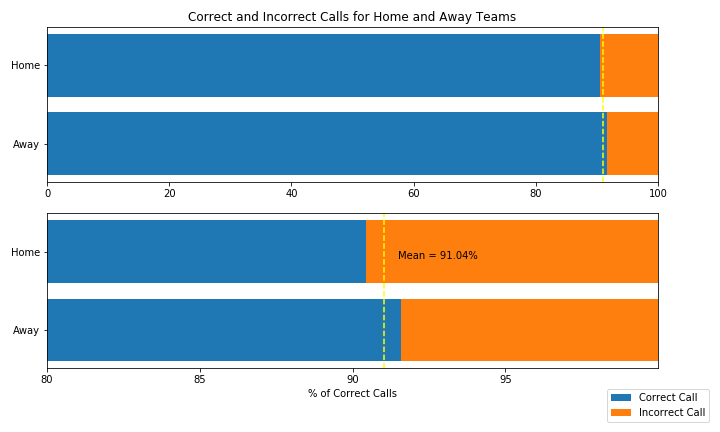 Correct and Incorrect Calls for Home and Away Teams
Home
Away
0 20 40 60 80 100
Home
Mean = 91.04%
Away
80 85 90 95
% of Correct Calls
Correct Call
Incorrect Call